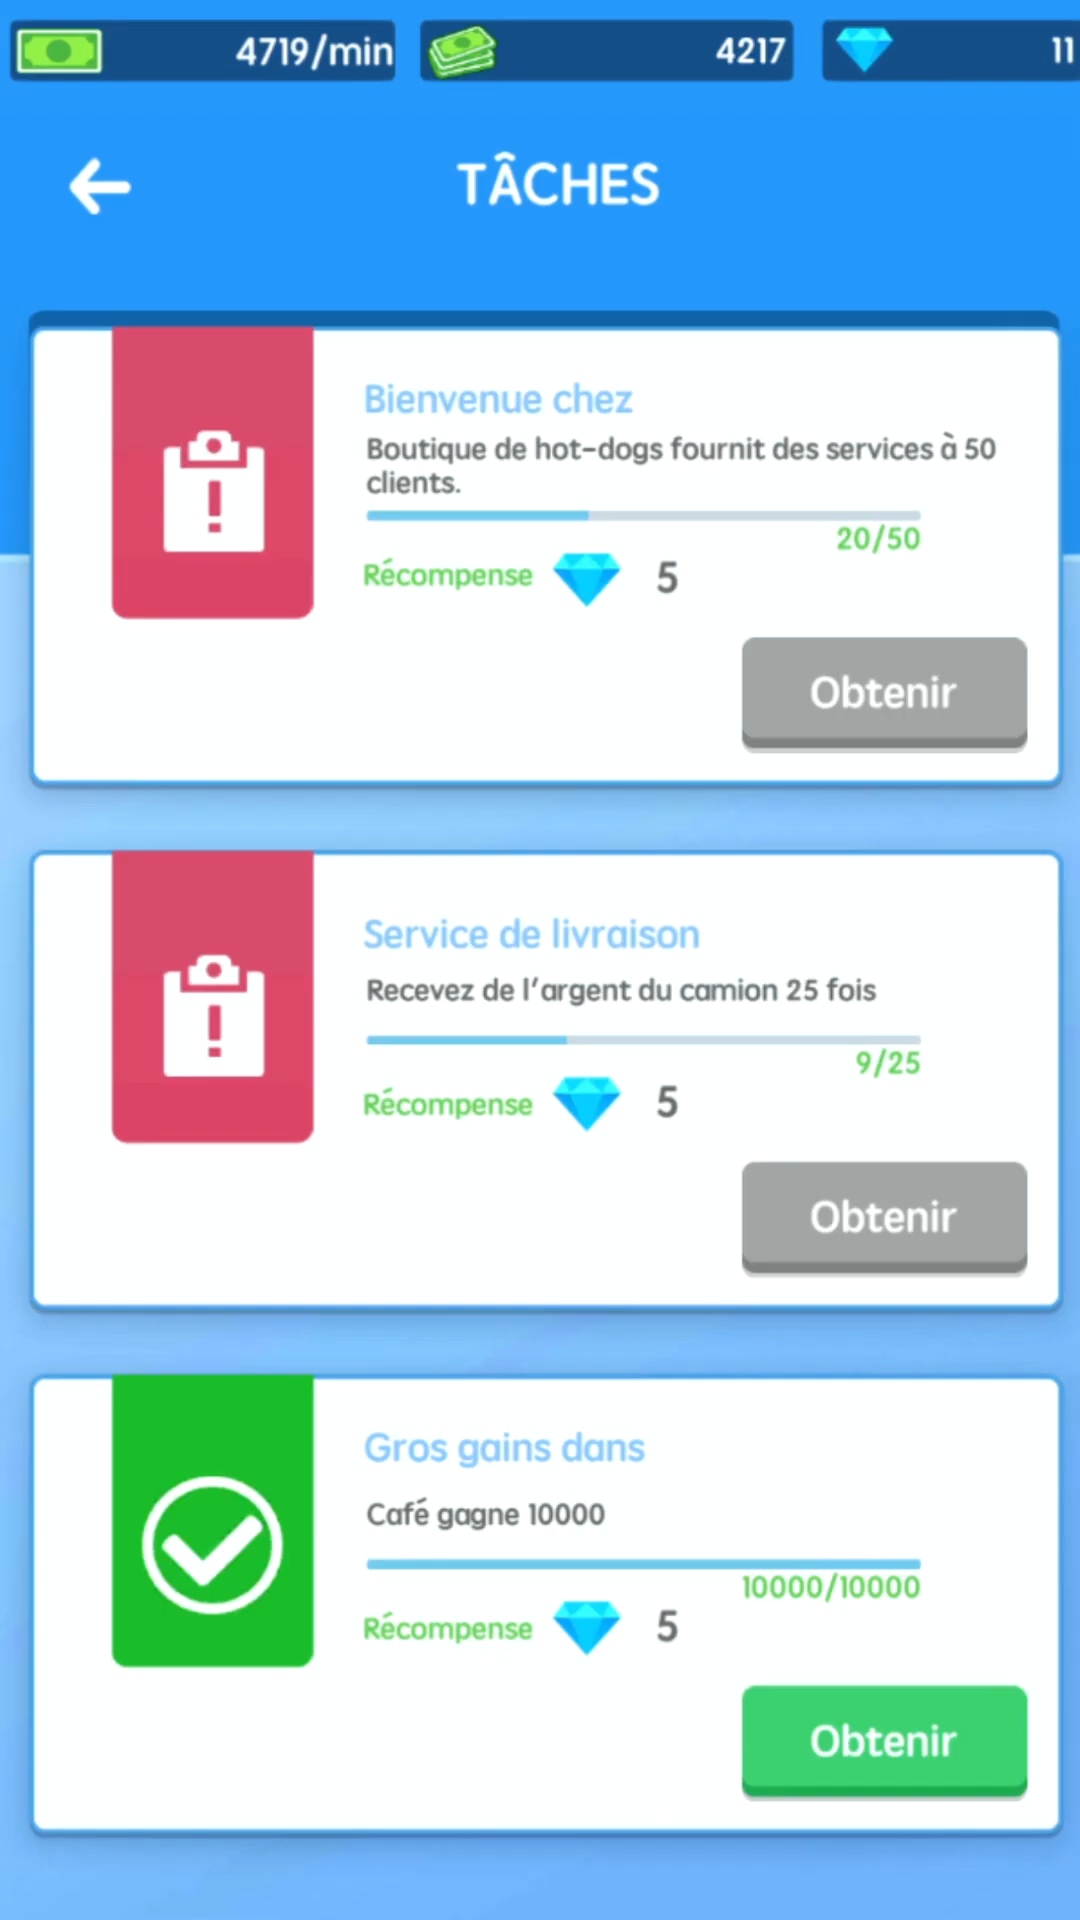 4719/min
4217
11
TÂCHES
Bienvenue chez
Boutique de hot-dogs fournit des services à 50
clients.
20/50
Récompense
5
Obtenir
Service de livraison
Recevez de l'argent du camion 25 fois
9/25
Récompense
5
Obtenir
Gros gains dans
Café gagne 10000
10000/10000
Récompense
5
Obtenir